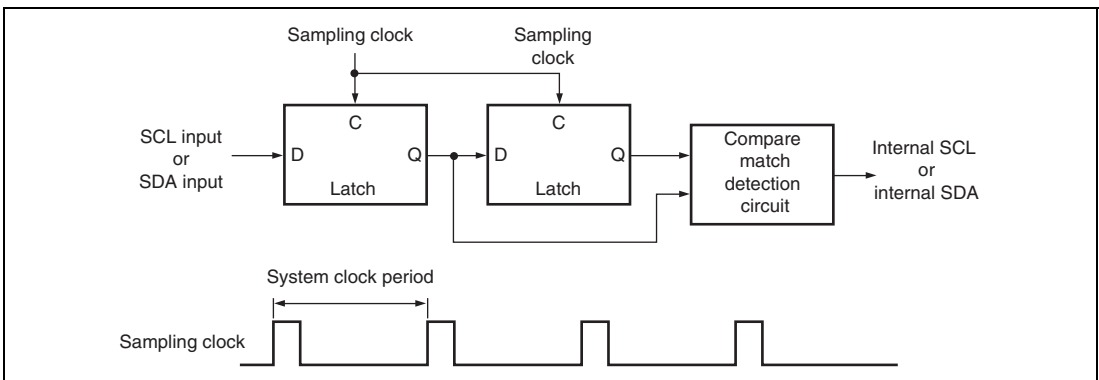 Sampling clock
Sampling
clock
C
C
SCL input
or
SDA input
D
Q
D
Q
Latch
Latch
Compare
match
detection
circuit
Internal SCL
or
internal SDA
System clock period
Sampling clock